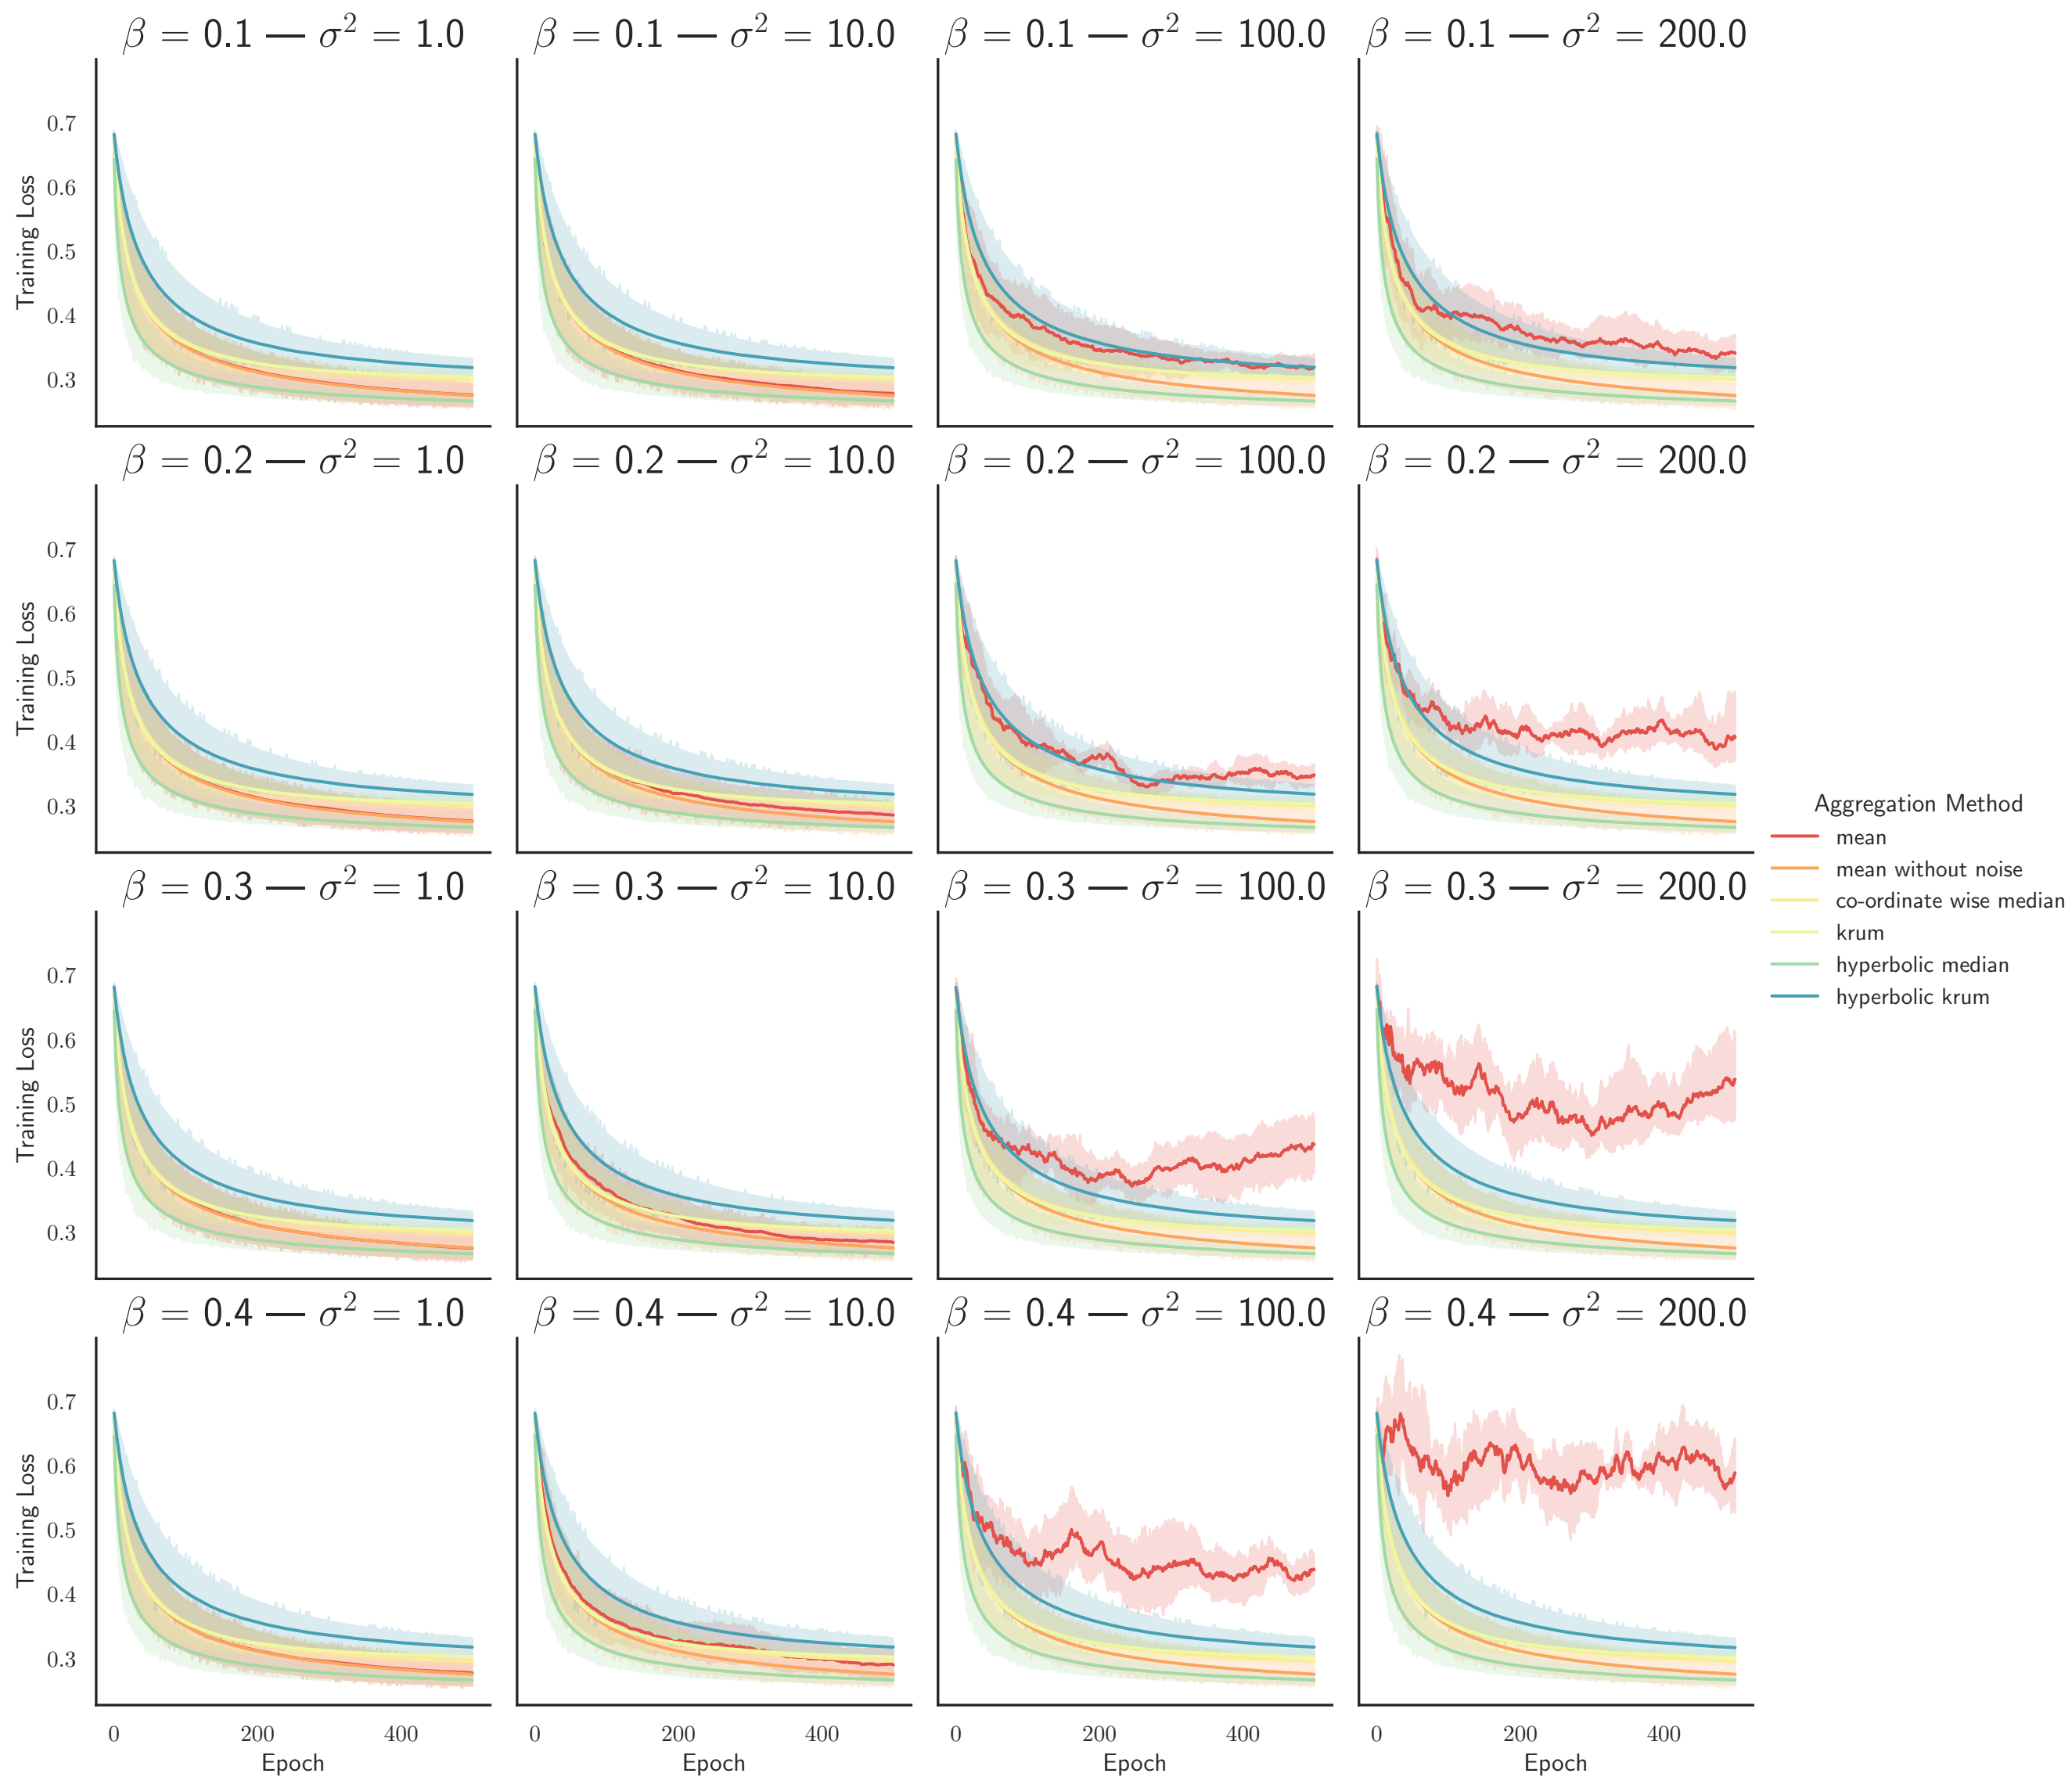 β = 0.1 — σ² = 1.0
β = 0.1 — σ² = 10.0
β = 0.1 — σ² = 100.0
β = 0.1 — σ² = 200.0
Training Loss
0.7
0.6
0.5
0.4
0.3
β = 0.2 — σ² = 1.0
β = 0.2 — σ² = 10.0
β = 0.2 — σ² = 100.0
β = 0.2 — σ² = 200.0
Training Loss
0.7
0.6
0.5
0.4
0.3
β = 0.3 — σ² = 1.0
β = 0.3 — σ² = 10.0
β = 0.3 — σ² = 100.0
β = 0.3 — σ² = 200.0
Training Loss
0.7
0.6
0.5
0.4
0.3
β = 0.4 — σ² = 1.0
β = 0.4 — σ² = 10.0
β = 0.4 — σ² = 100.0
β = 0.4 — σ² = 200.0
Training Loss
0.7
0.6
0.5
0.4
0.3
0 200 400
Epoch
0 200 400
Epoch
0 200 400
Epoch
0 200 400
Epoch
Aggregation Method
mean
mean without noise
co-ordinate wise median
krum
hyperbolic median
hyperbolic krum